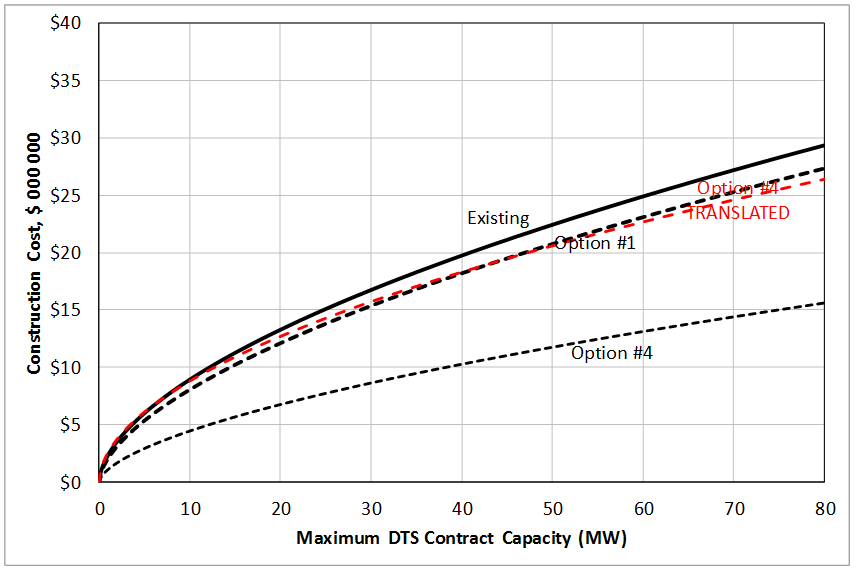 $40
$35
$30
$25
$20
$15
$10
$5
$0
Construction Cost, $ 000 000
Existing
Option #1
Option #4
TRANSLATED
Option #4
0 10 20 30 40 50 60 70 80
Maximum DTS Contract Capacity (MW)